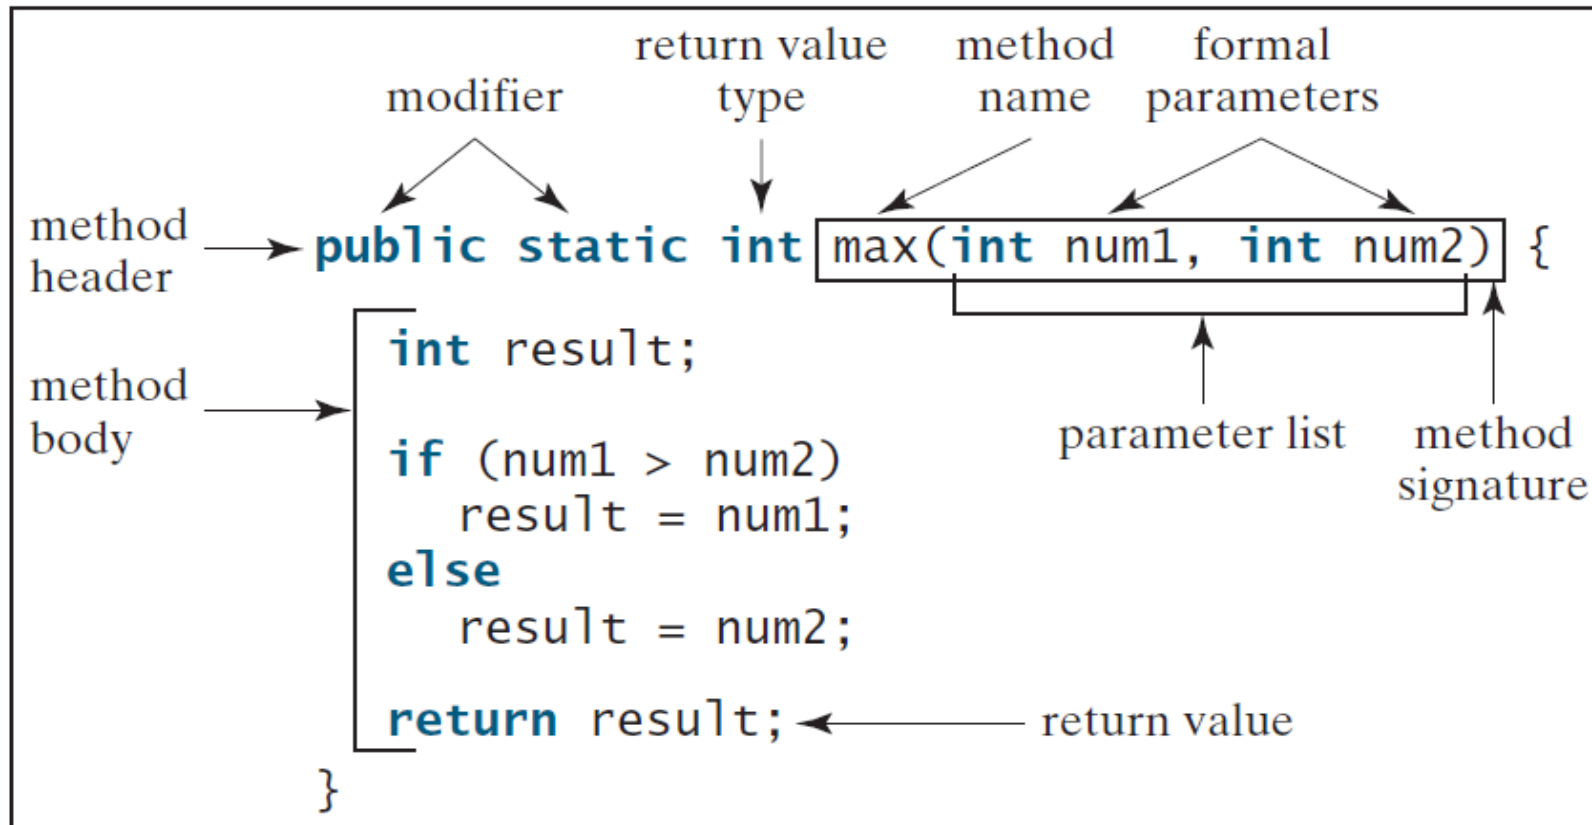 return value method formal
modifier type name parameters
method
header
public static int max(int num1, int num2) {
int result;
method
body
parameter list method
signature
if (num1 > num2)
result = num1;
else
result = num2;
return result; return value
}